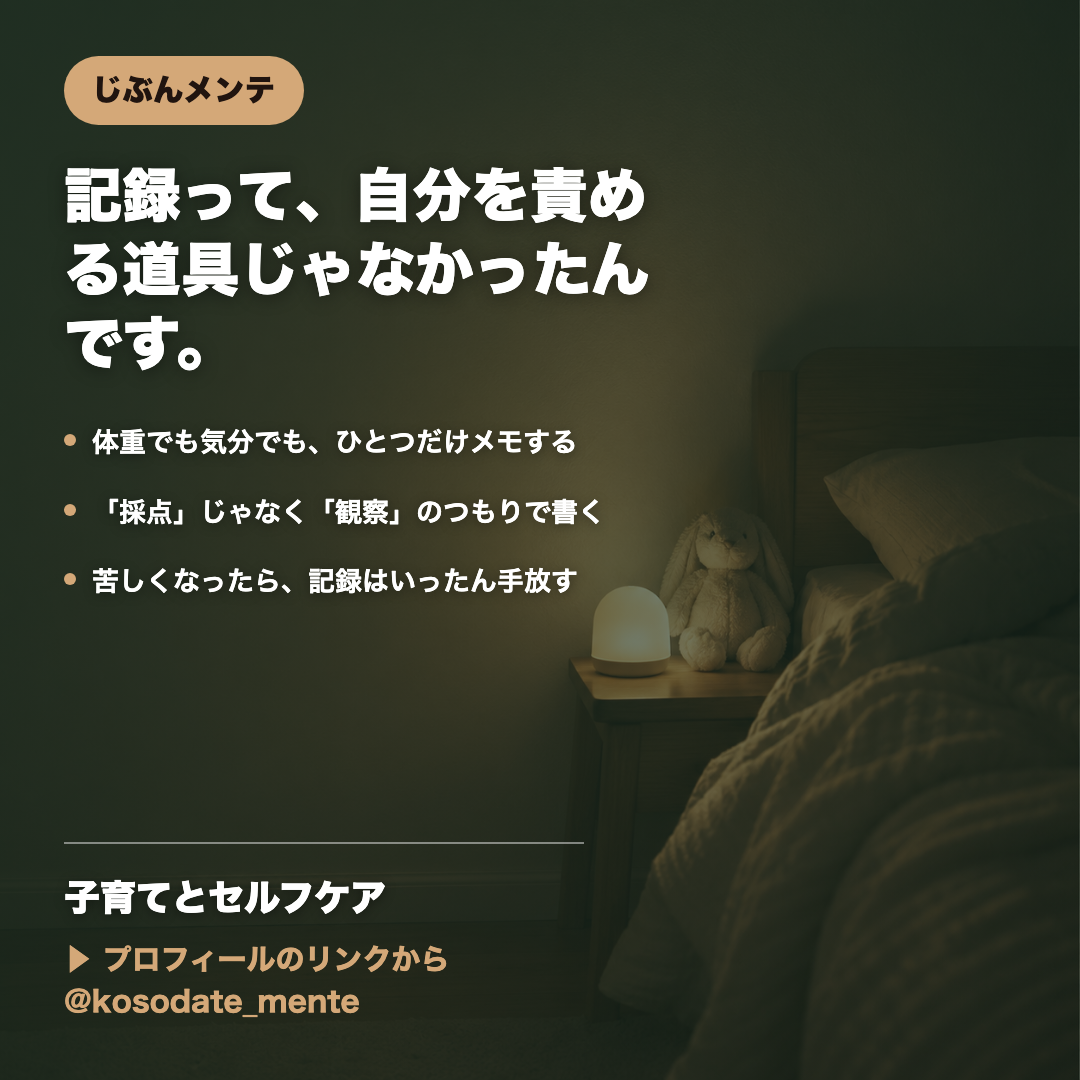 じぶんメンテ
記録って、自分を責め
る道具じゃなかったん
です。
• 体重でも気分でも、ひとつだけメモする
• 「採点」じゃなく「観察」のつもりで書く
• 苦しくなったら、記録はいったん手放す
子育てとセルフケア
▶ プロフィールのリンクから
@kosodate_mente